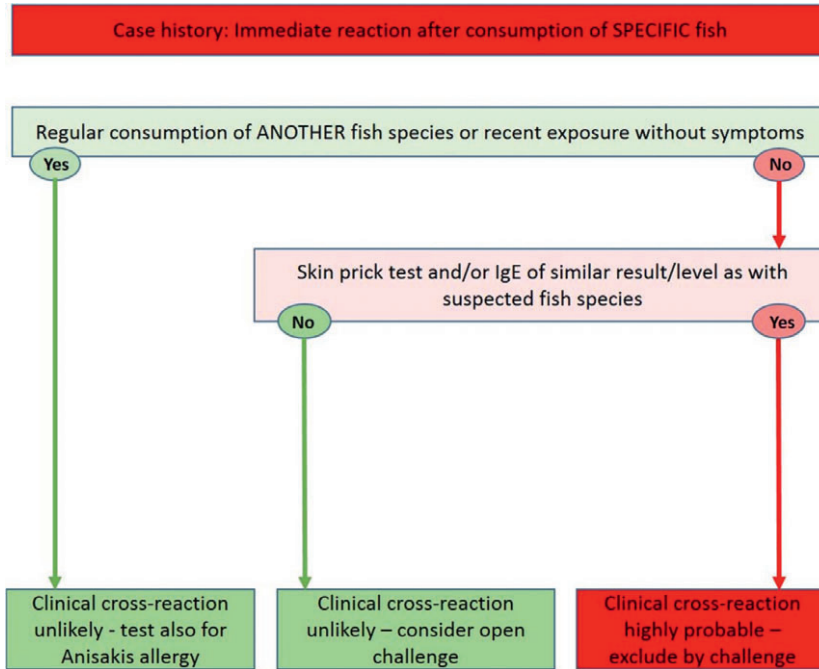 Case history: Immediate reaction after consumption of SPECIFIC fish
Regular consumption of ANOTHER fish species or recent exposure without symptoms
Yes
No
Skin prick test and/or IgE of similar result/level as with
suspected fish species
No
Yes
Clinical cross-reaction
unlikely - test also for
Anisakis allergy
Clinical cross-reaction
unlikely – consider open
challenge
Clinical cross-reaction
highly probable –
exclude by challenge